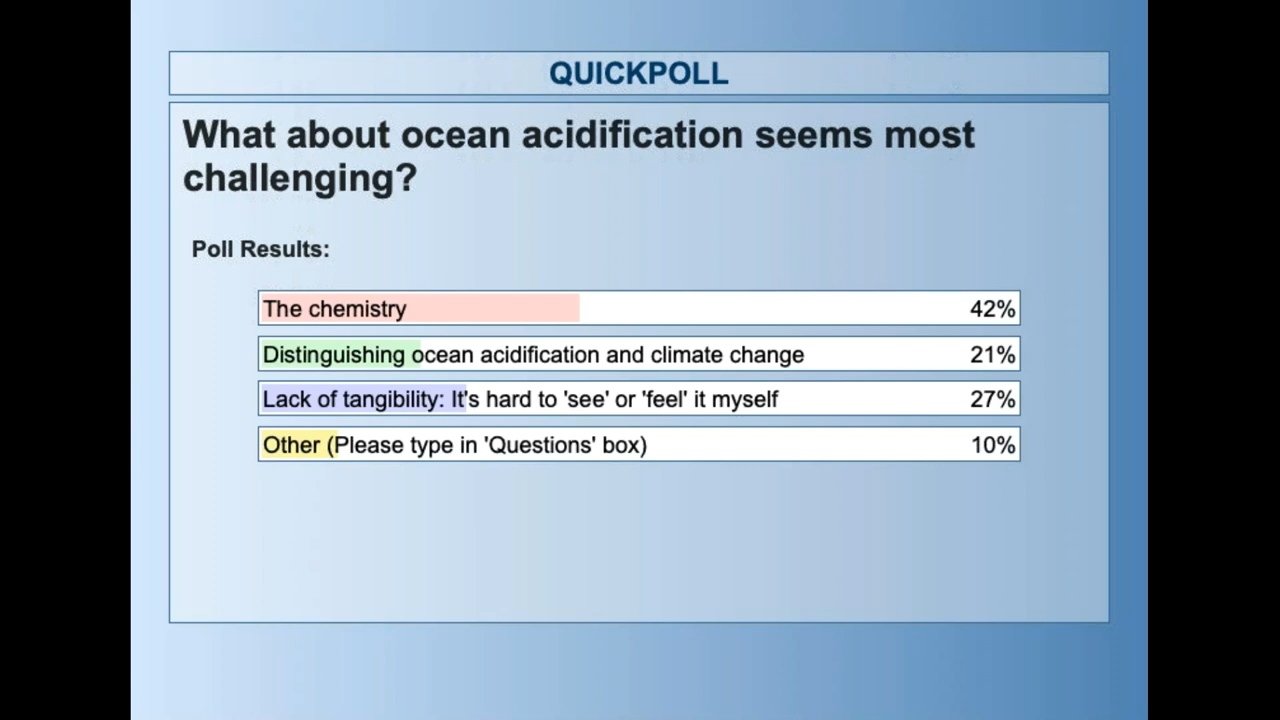 QUICKPOLL
What about ocean acidification seems most
challenging?
Poll Results:
The chemistry 42%
Distinguishing ocean acidification and climate change 21%
Lack of tangibility: It's hard to 'see' or 'feel' it myself 27%
Other (Please type in 'Questions' box) 10%